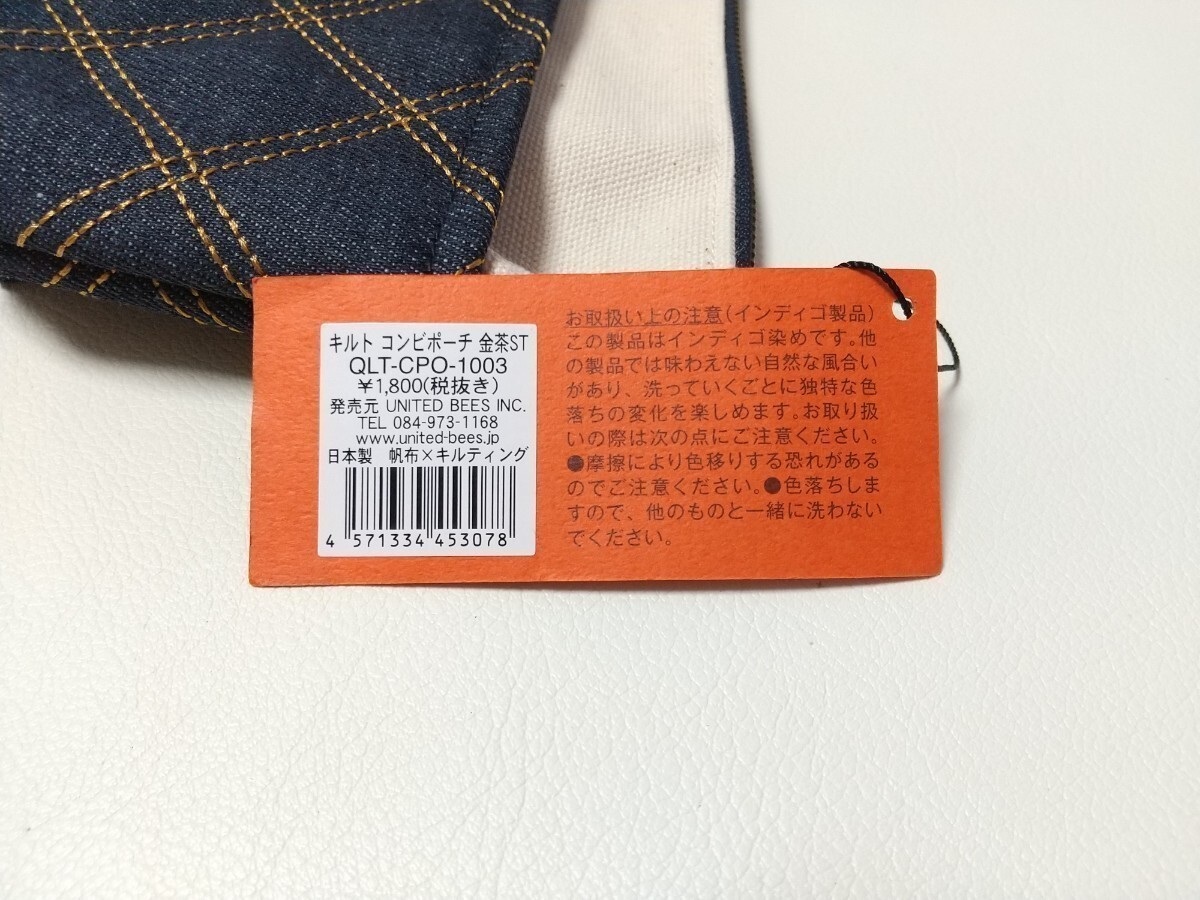 キルト コンビポーチ 金茶ST
QLT-CPO-1003
￥1,800(税抜き)
発売元 UNITED BEES INC.
TEL 084-973-1168
www.united-bees.jp
日本製 帆布×キルティング
4 571334 453078
お取扱い上の注意(インディゴ製品)
この製品はインディゴ染めです。他
の製品では味わえない自然な風合い
があり、洗っていくごとに独特な色
落ちの変化を楽しめます。お取り扱
いの際は次の点にご注意ください。
●摩擦により色移りする恐れがある
のでご注意ください。●色落ちしま
すので、他のものと一緒に洗わない
でください。